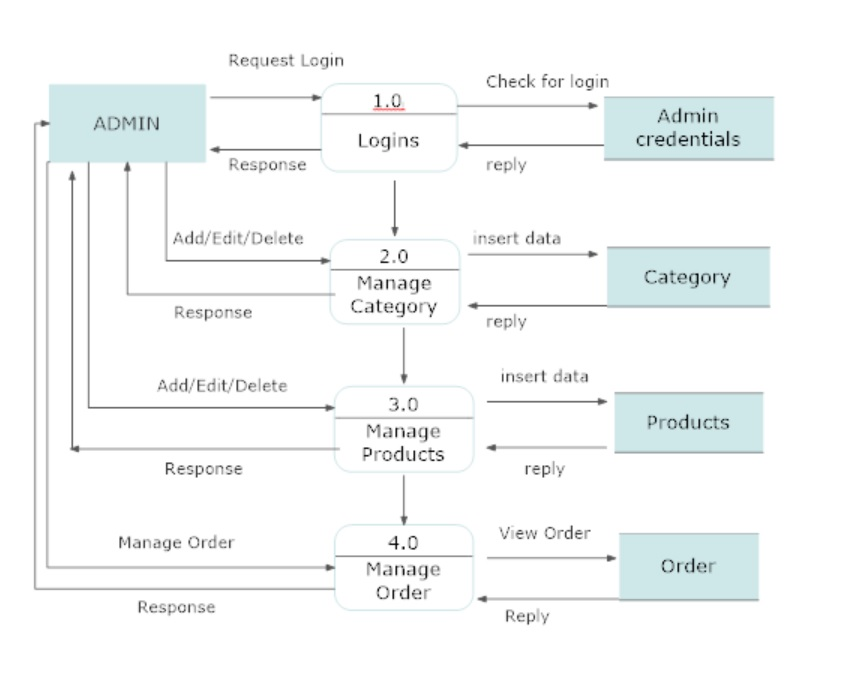 Request Login
1.0
Check for login
ADMIN
Logins
Admin
credentials
Response
reply
Add/Edit/Delete
insert data
2.0
Manage
Category
Category
Response
reply
Add/Edit/Delete
insert data
3.0
Manage
Products
Products
Response
reply
Manage Order
View Order
4.0
Manage
Order
Order
Response
Reply